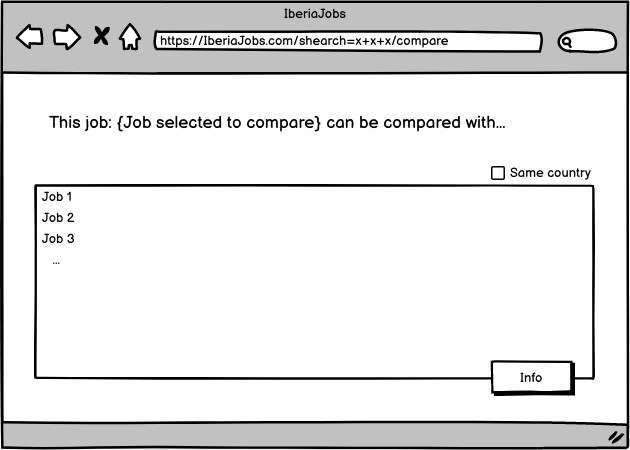 IberiaJobs
https://IberiaJobs.com/shearch=x+x+x/compare
This job: {Job selected to compare} can be compared with...
Same country
Job 1
Job 2
Job 3
...
Info